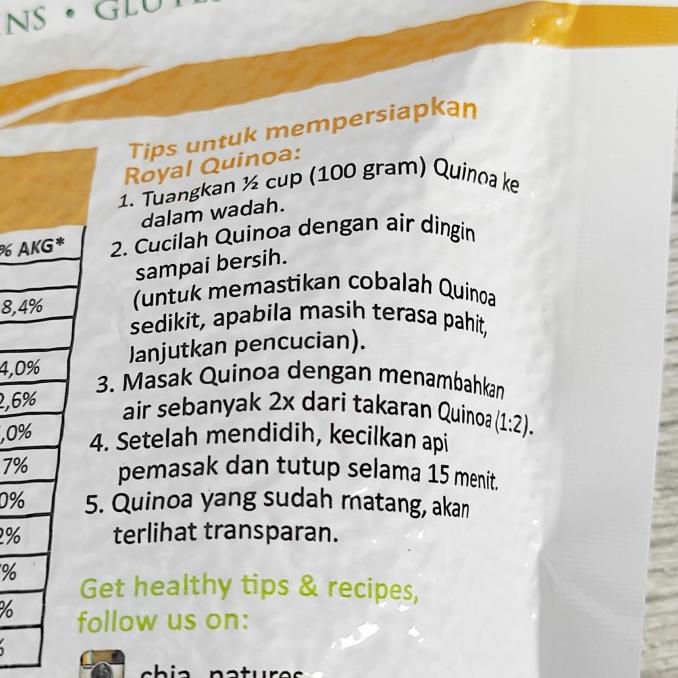 NS • GLU
Tips untuk mempersiapkan
Royal Quinoa:
1. Tuangkan ½ cup (100 gram) Quinoa ke
dalam wadah.
2. Cucilah Quinoa dengan air dingin
sampai bersih.
(untuk memastikan cobalah Quinoa
sedikit, apabila masih terasa pahit,
lanjutkan pencucian).
3. Masak Quinoa dengan menambahkan
air sebanyak 2x dari takaran Quinoa (1:2).
4. Setelah mendidih, kecilkan api
pemasak dan tutup selama 15 menit.
5. Quinoa yang sudah matang, akan
terlihat transparan.
Get healthy tips & recipes,
follow us on:
chia_natures
% AKG*
8,4%
4,0%
2,6%
,0%
7%
0%
2%
%
%